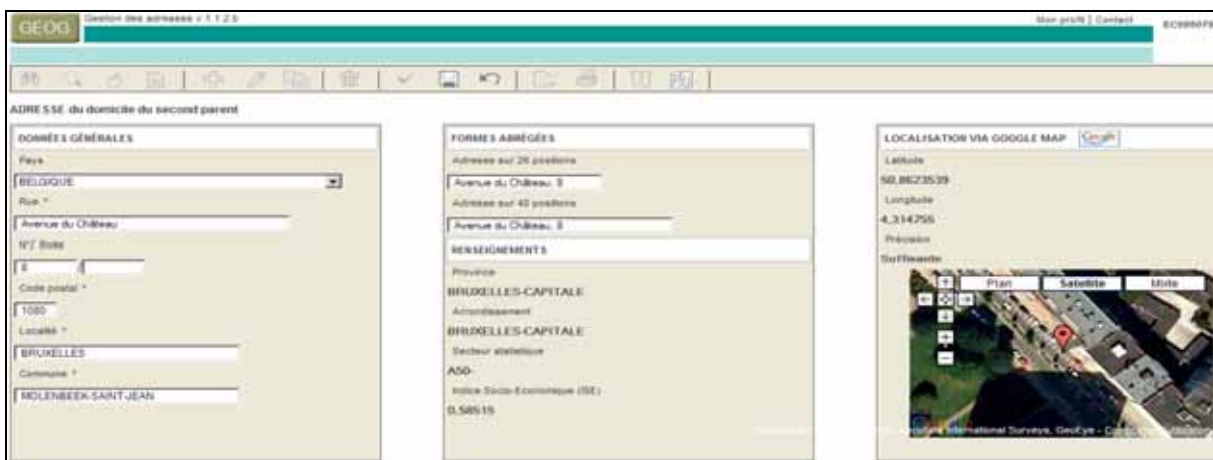 GEOG
Gestion des adresses v 1.1.2.b
Mon profil | Contact
ADRESSE du domicile du second parent
DONNÉES GÉNÉRALES
Pays
BELGIQUE
Rue *
Avenue du Château
N°/ Boite
8 /
Code postal *
1080
Localité *
BRUXELLES
Commune *
MOLENBEEK-SAINT-JEAN
FORMES ABRÉGÉES
Adresse sur 26 positions
Avenue du Château, 8
Adresse sur 40 positions
Avenue du Château, 8
RENSEIGNEMENTS
Province
BRUXELLES-CAPITALE
Arrondissement
BRUXELLES-CAPITALE
Secteur statistique
A50-
Indice Socio-Economique (ISE)
0.58515
LOCALISATION VIA GOOGLE MAP Google
Latitude
50,8623539
Longitude
4,314755
Précision
Suffisante
Plan Satellite Mixte
International Surveys, GeoEye -